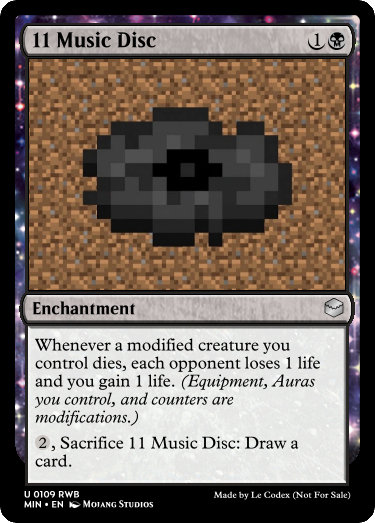 11 Music Disc 1
Enchantment
Whenever a modified creature you
control dies, each opponent loses 1 life
and you gain 1 life. (Equipment, Auras
you control, and counters are
modifications.)
2, Sacrifice 11 Music Disc: Draw a
card.
U 0109 RWB
MIN • EN Mojang Studios
Made by Le Codex (Not For Sale)